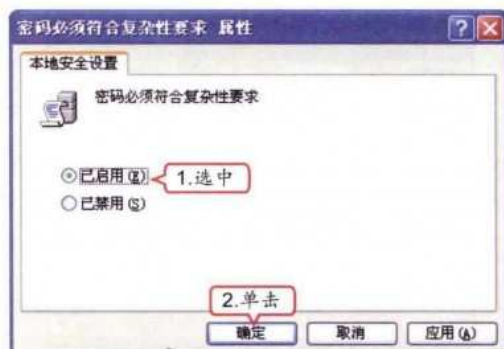 密码必须符合复杂性要求 属性
本地安全设置
密码必须符合复杂性要求
已启用(E)
1.选中
已禁用(S)
2.单击
确定
取消
应用(A)